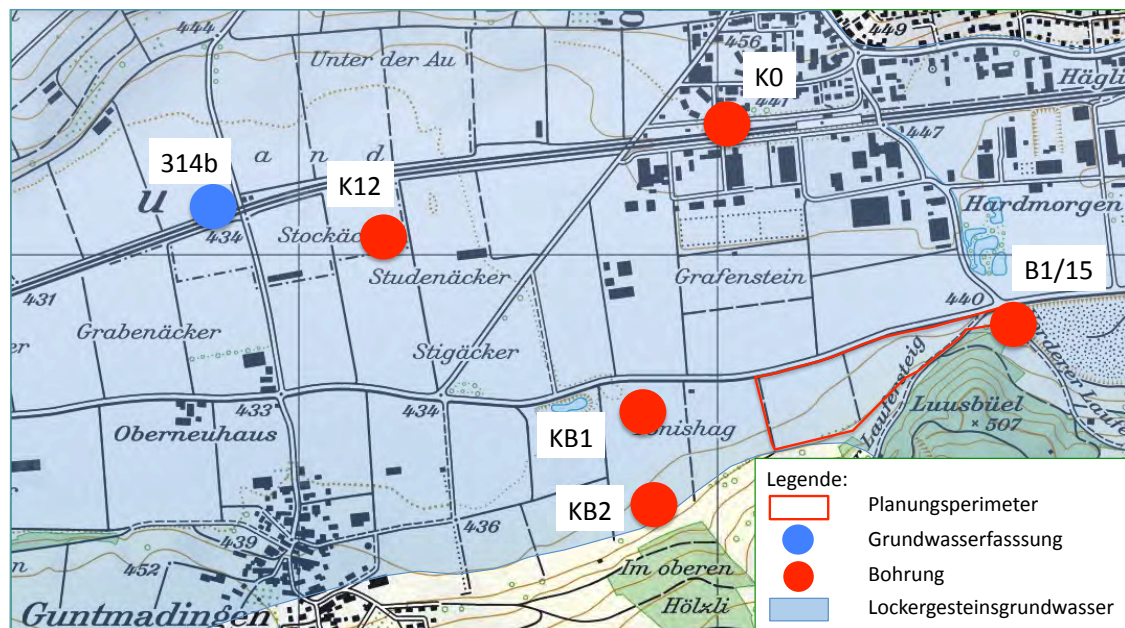 444
Unter der Au
456
449
K0
441
Hägli
447
314b
a n d
K12
u
434
Stockäc
Hardmorgen
Studenäcker
Grafenstein
B1/15
431
440
Grabenäcker
Stigäcker
Laufersteig
433
434
Luusbüel
507
KB1
Oberneuhaus
KB2
436
439
452
Im oberen
Hölzli
Guntmadingen
Legende:
Planungsperimeter
Grundwasserfasssung
Bohrung
Lockergesteinsgrundwasser